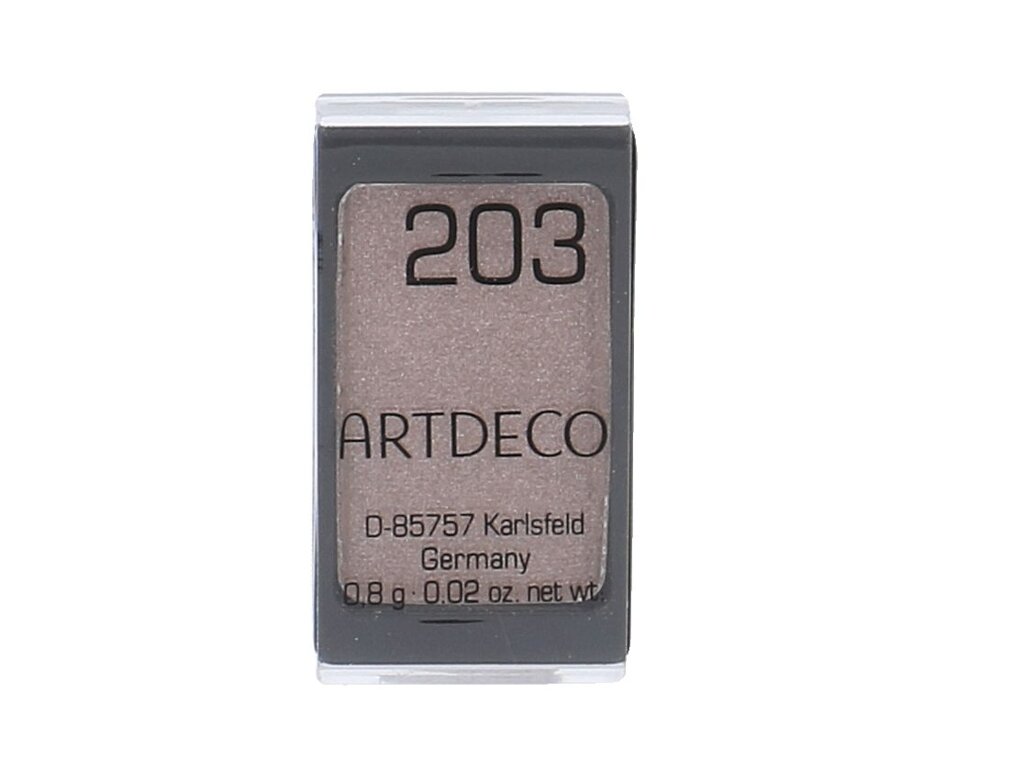 203
ARTDECO
D-85757 Karlsfeld
Germany
0,8 g · 0.02 oz. net wt.